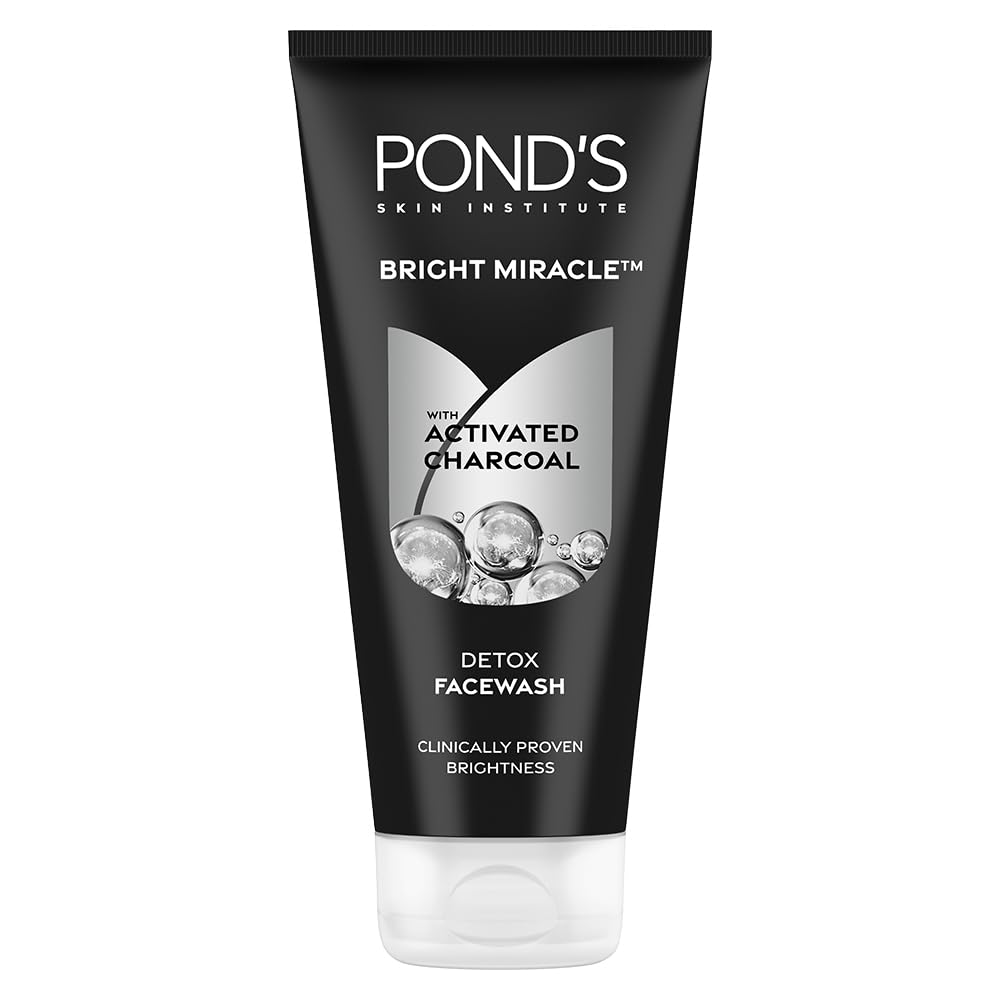 POND'S
SKIN INSTITUTE
BRIGHT MIRACLE™
WITH
ACTIVATED
CHARCOAL
DETOX
FACEWASH
CLINICALLY PROVEN
BRIGHTNESS